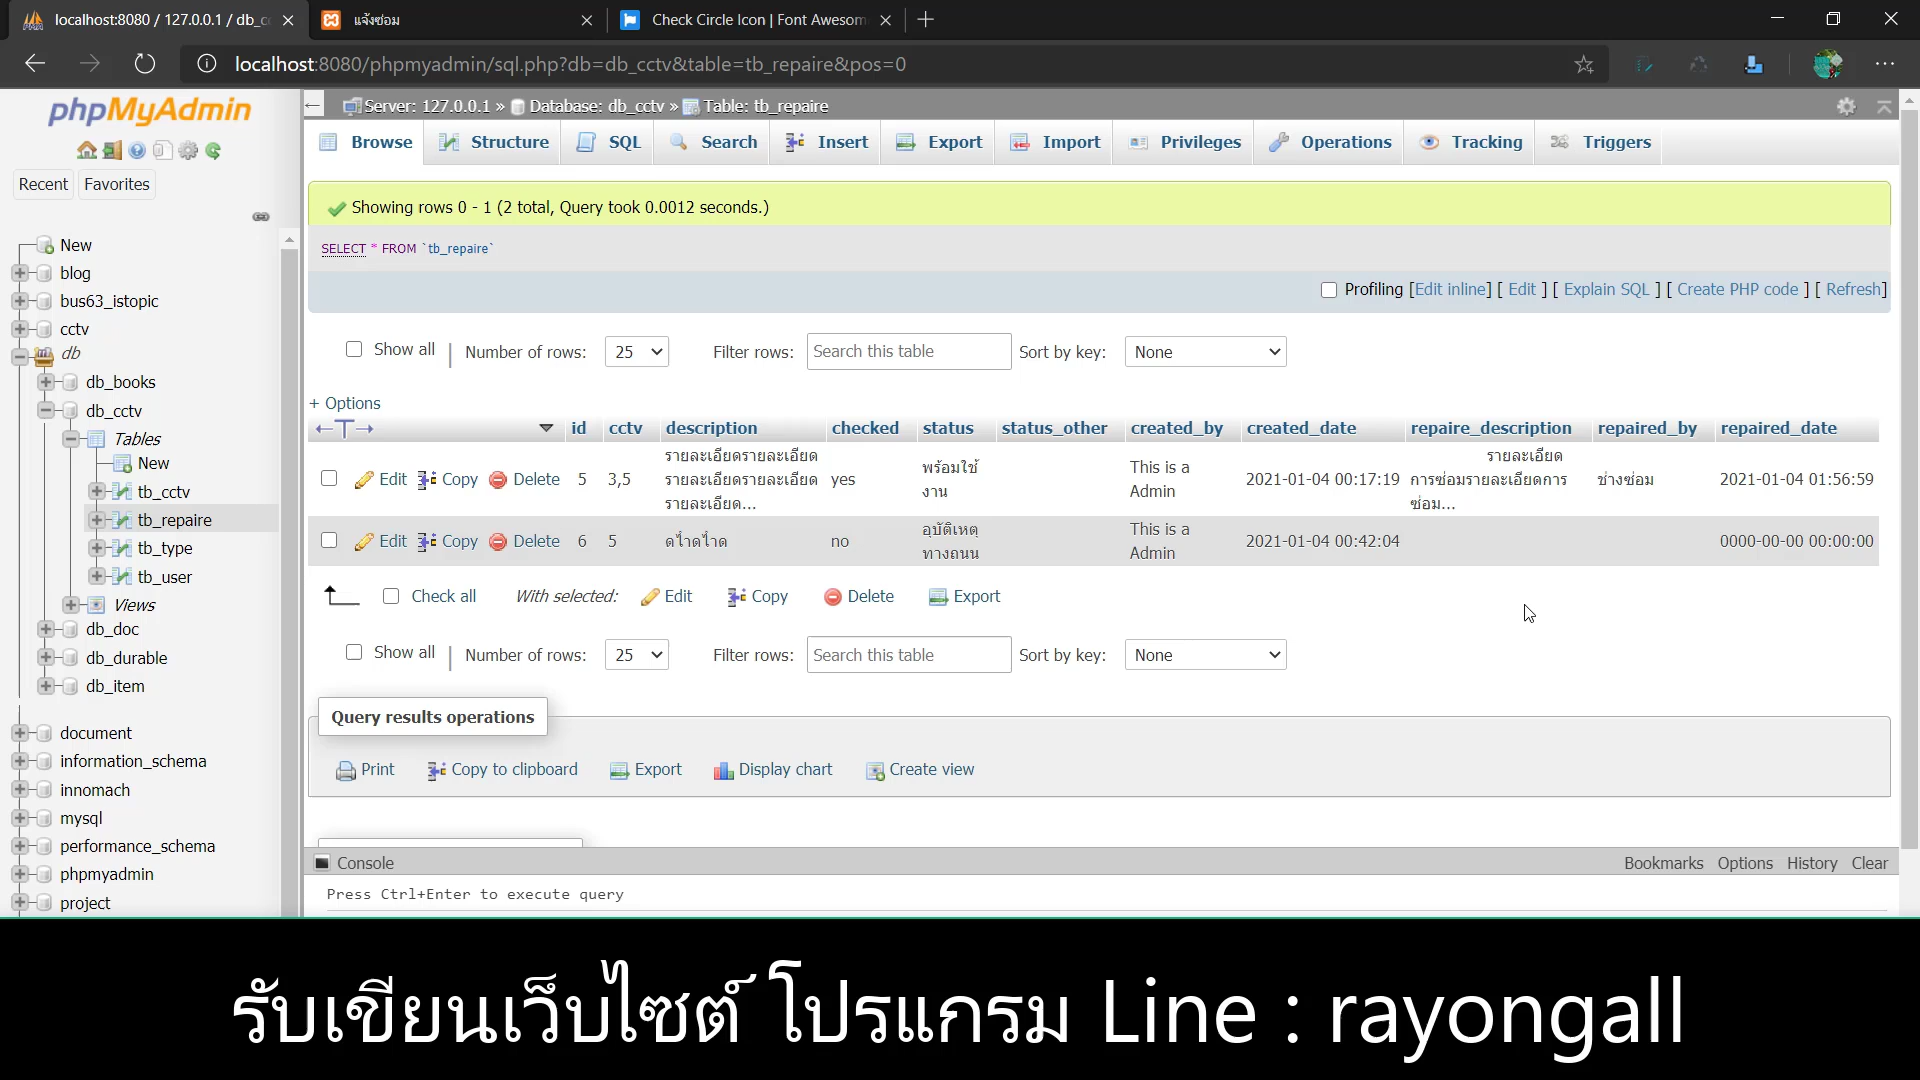 localhost:8080 / 127.0.0.1 / db_cc
แจ้งซ่อม
Check Circle Icon | Font Awesom
localhost:8080/phpmyadmin/sql.php?db=db_cctv&table=tb_repaire&pos=0
phpMyAdmin
Recent Favorites
New
blog
bus63_istopic
cctv
db
db_books
db_cctv
Tables
New
tb_cctv
tb_repaire
tb_type
tb_user
Views
db_doc
db_durable
db_item
document
information_schema
innomach
mysql
performance_schema
phpmyadmin
project
Server: 127.0.0.1 » Database: db_cctv » Table: tb_repaire
Browse Structure SQL Search Insert Export Import Privileges Operations Tracking Triggers
Showing rows 0 - 1 (2 total, Query took 0.0012 seconds.)
SELECT * FROM `tb_repaire`
Profiling [Edit inline] [ Edit ] [ Explain SQL ] [ Create PHP code ] [ Refresh]
Show all | Number of rows: 25 Filter rows: Search this table Sort by key: None
+ Options
←T→ id cctv description checked status status_other created_by created_date repaire_description repaired_by repaired_date
Edit Copy Delete 5 3,5 รายละเอียดรายละเอียด yes พร้อมใช้ This is a 2021-01-04 00:17:19 รายละเอียด ช่างซ่อม 2021-01-04 01:56:59
รายละเอียดรายละเอียด งาน Admin การซ่อมรายละเอียดการ
รายละเอียด... ซ่อม...
Edit Copy Delete 6 5 ดไำดไำด no อุบัติเหตุ This is a 2021-01-04 00:42:04 0000-00-00 00:00:00
ทางถนน Admin
Check all With selected: Edit Copy Delete Export
Show all | Number of rows: 25 Filter rows: Search this table Sort by key: None
Query results operations
Print Copy to clipboard Export Display chart Create view
Console Bookmarks Options History Clear
Press Ctrl+Enter to execute query
รับเขียนเว็บไซต์ โปรแกรม Line : rayongall